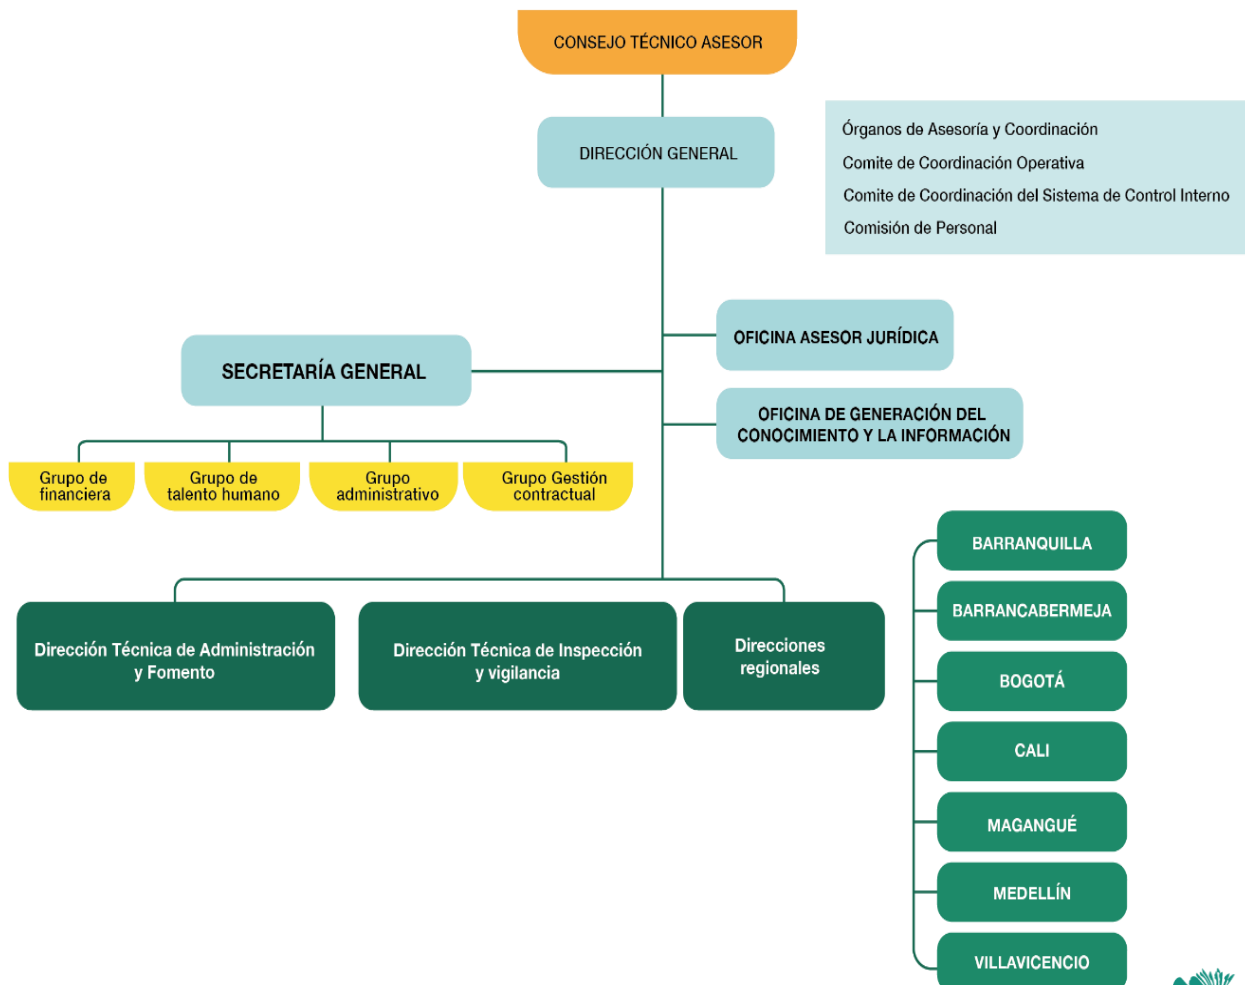 CONSEJO TÉCNICO ASESOR
DIRECCIÓN GENERAL
Órganos de Asesoría y Coordinación
Comite de Coordinación Operativa
Comite de Coordinación del Sistema de Control Interno
Comisión de Personal
OFICINA ASESOR JURÍDICA
SECRETARÍA GENERAL
OFICINA DE GENERACIÓN DEL
CONOCIMIENTO Y LA INFORMACIÓN
Grupo de
financiera
Grupo de
talento humano
Grupo
administrativo
Grupo Gestión
contractual
Dirección Técnica de Administración
y Fomento
Dirección Técnica de Inspección
y vigilancia
Direcciones
regionales
BARRANQUILLA
BARRANCABERMEJA
BOGOTÁ
CALI
MAGANGUÉ
MEDELLÍN
VILLAVICENCIO